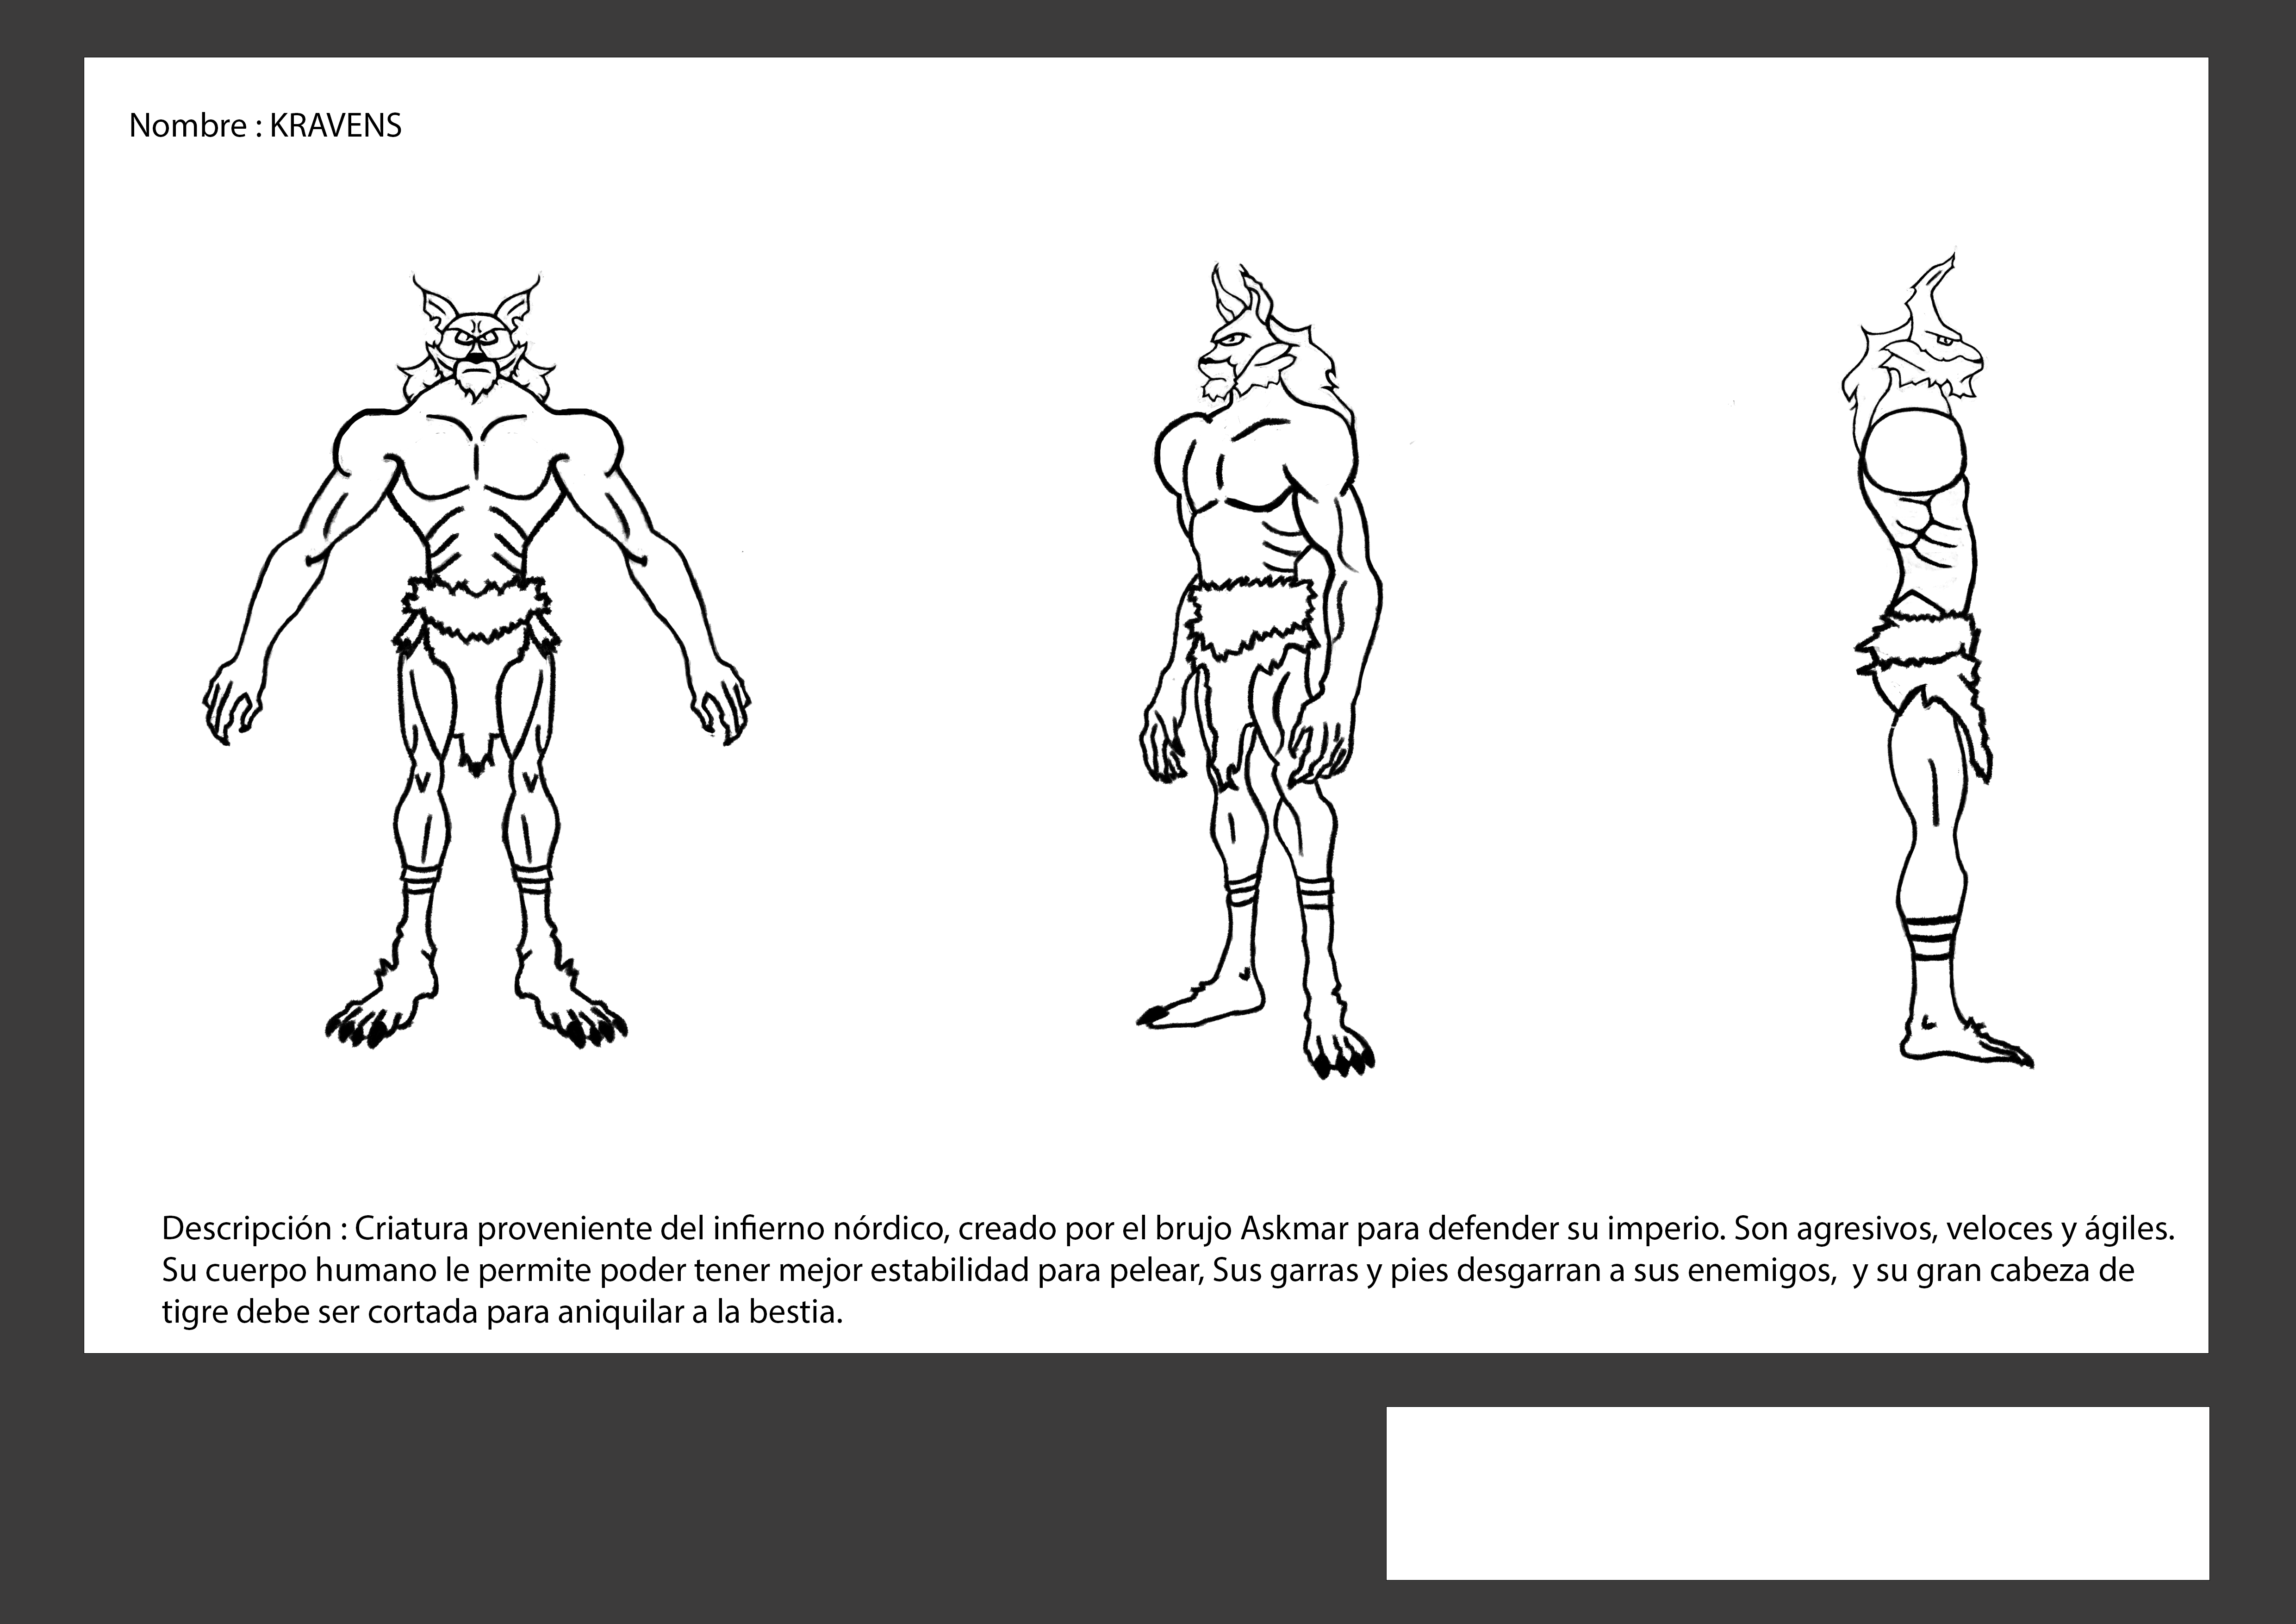 Nombre : KRAVENS
Descripción : Criatura proveniente del infierno nórdico, creado por el brujo Askmar para defender su imperio. Son agresivos, veloces y ágiles.
Su cuerpo humano le permite poder tener mejor estabilidad para pelear, Sus garras y pies desgarran a sus enemigos,  y su gran cabeza de
tigre debe ser cortada para aniquilar a la bestia.